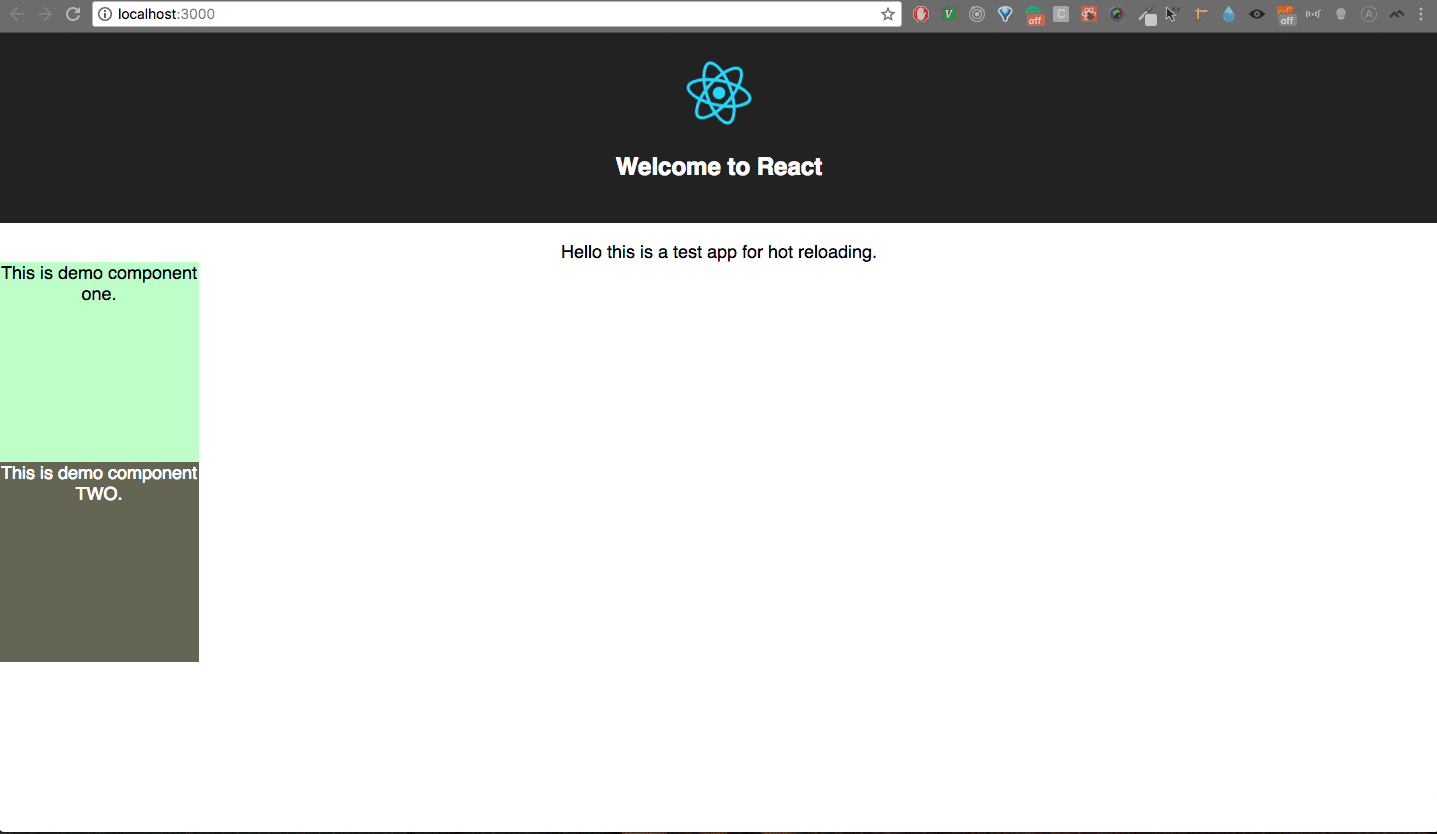 localhost:3000
off
C
off
A
Welcome to React
Hello this is a test app for hot reloading.
This is demo component
one.
This is demo component
TWO.